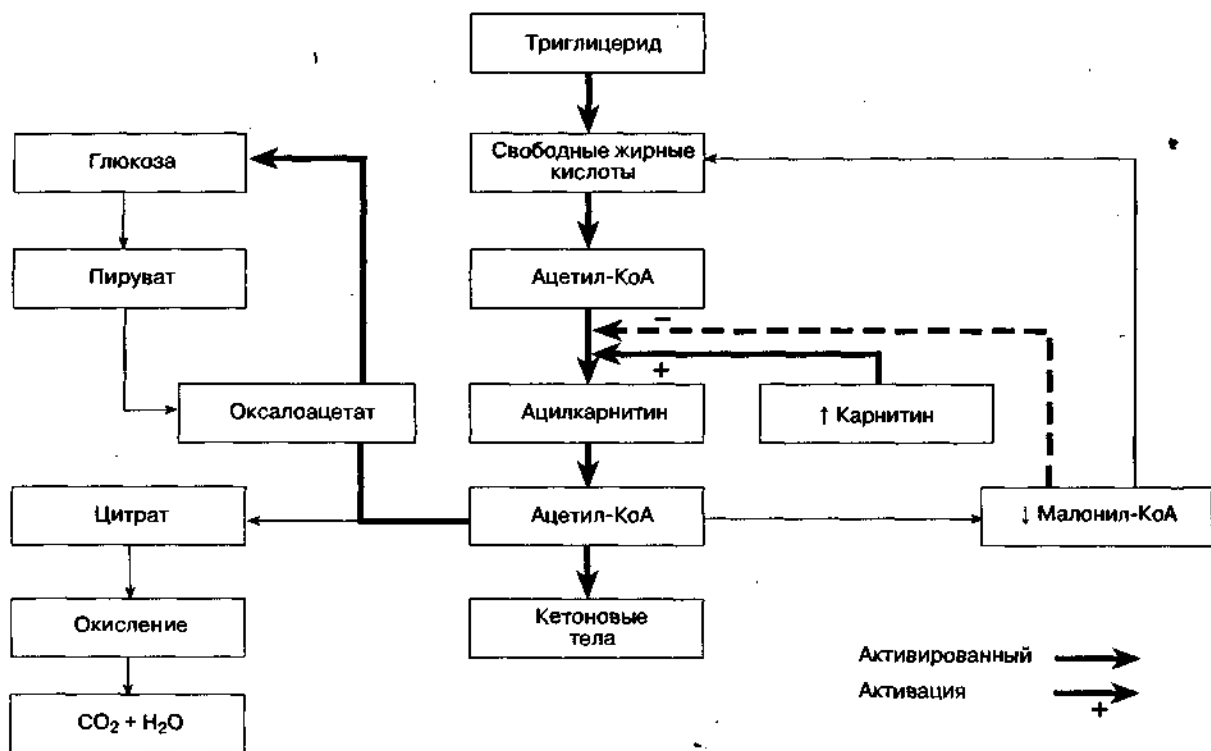 Триглицерид
Глюкоза
Свободные жирные
кислоты
Пируват
Ацетил-КоА
−
+
Оксалоацетат
Ацилкарнитин
↑ Карнитин
Цитрат
Ацетил-КоА
↓ Малонил-КоА
Окисление
Кетоновые
тела
Активированный
Активация
+
CO₂ + H₂O